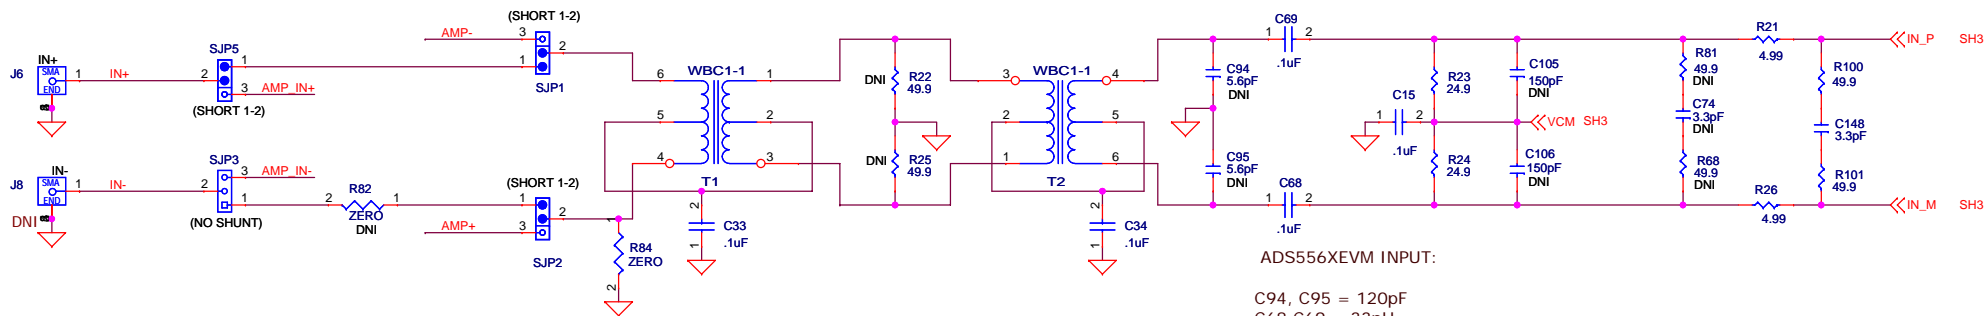 (SHORT 1-2)
AMP-
3
2
1
SJP1
SJP5
1
2
3
AMP_IN+
(SHORT 1-2)
IN+
J6
SMA
END
1
IN+
IN-
J8
SMA
END
1
IN-
DNI
SJP3
3
AMP_IN-
2
1
(NO SHUNT)
R82
2
1
ZERO
DNI
(SHORT 1-2)
1
2
3
AMP+
SJP2
1
R84
ZERO
2
WBC1-1
6
1
5
2
4
3
T1
2
C33
.1uF
1
DNI
R22
49.9
DNI
R25
49.9
WBC1-1
3
4
2
5
1
6
T2
2
C34
.1uF
1
C69
1
2
.1uF
C94
5.6pF
DNI
C95
5.6pF
DNI
C68
1
2
.1uF
C15
1
2
.1uF
R23
24.9
R24
24.9
C105
150pF
DNI
VCM
SH3
C106
150pF
DNI
R81
49.9
DNI
C74
3.3pF
DNI
R68
49.9
DNI
R21
4.99
R26
4.99
R100
49.9
C148
3.3pF
R101
49.9
IN_P
SH3
IN_M
SH3
ADS556XEVM INPUT:
C94, C95 = 120pF